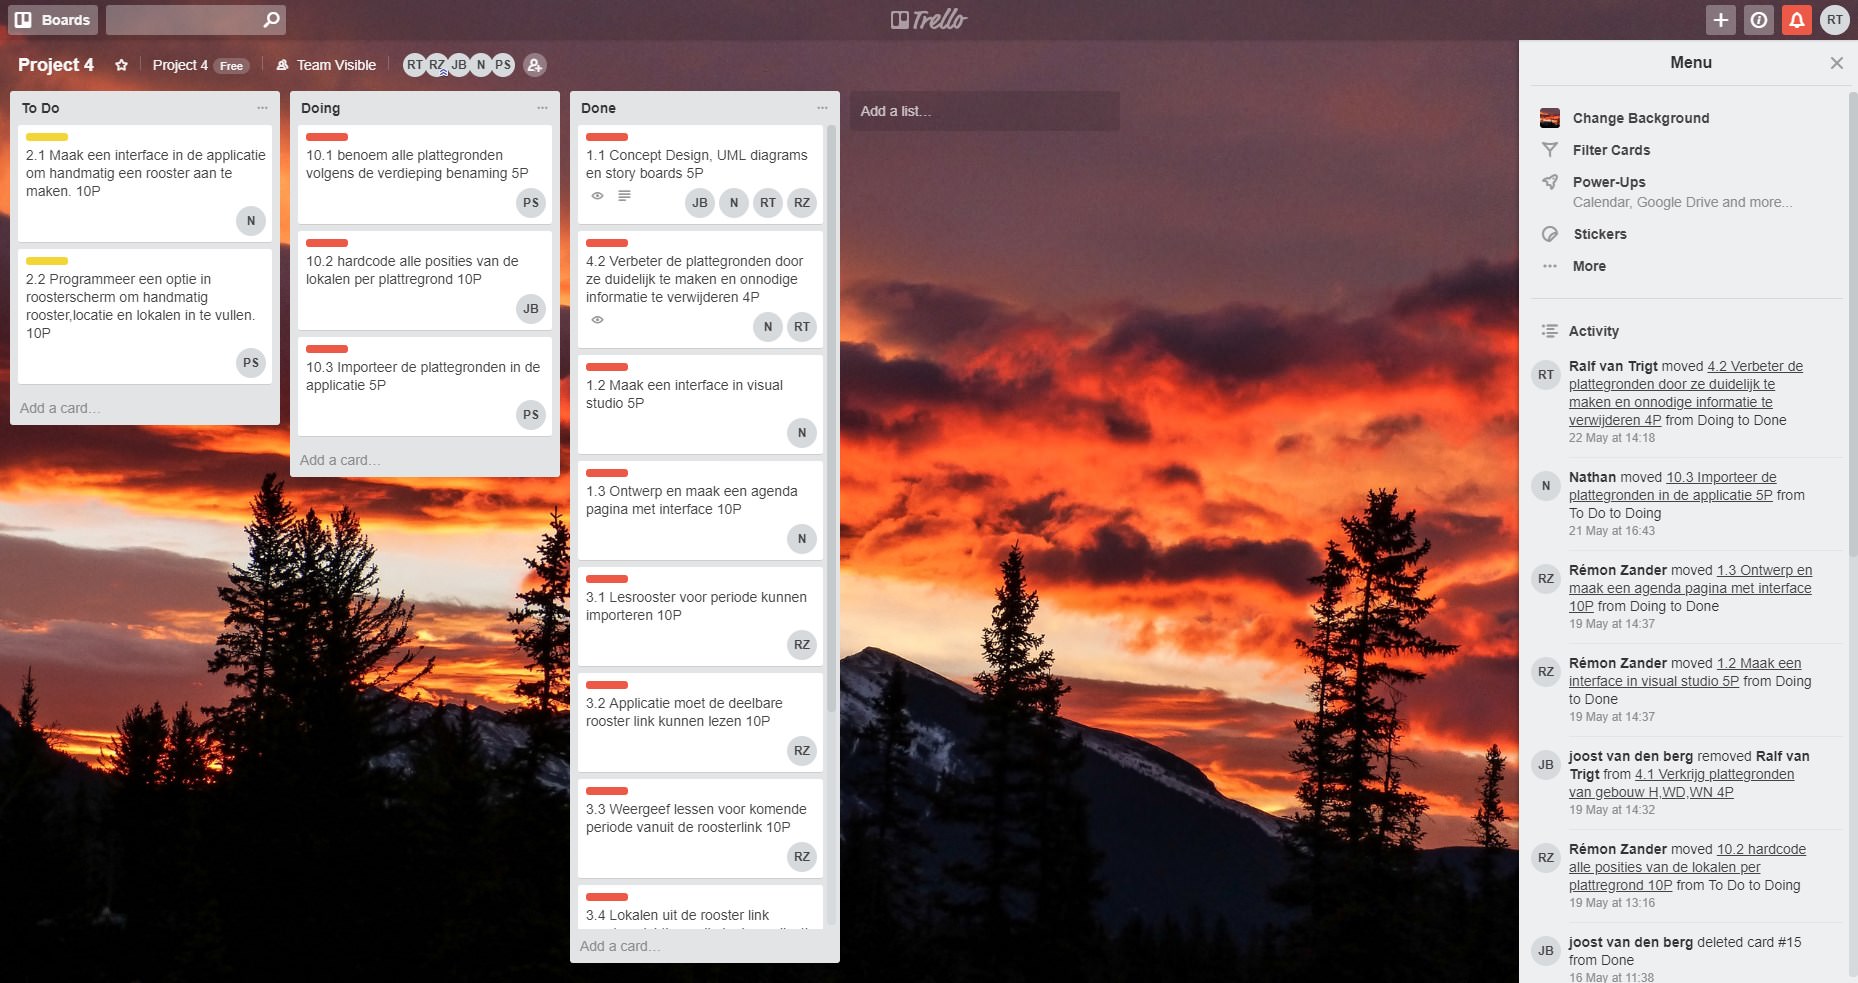 Boards
Trello
RT
Project 4
Project 4 Free
Team Visible
RT RZ JB N PS
To Do
2.1 Maak een interface in de applicatie
om handmatig een rooster aan te
maken. 10P
N
2.2 Programmeer een optie in
roosterscherm om handmatig
rooster,locatie en lokalen in te vullen.
10P
PS
Add a card...
Doing
10.1 benoem alle plattegronden
volgens de verdieping benaming 5P
PS
10.2 hardcode alle posities van de
lokalen per plattregrond 10P
JB
10.3 Importeer de plattegronden in de
applicatie 5P
PS
Add a card...
Done
1.1 Concept Design, UML diagrams
en story boards 5P
JB N RT RZ
4.2 Verbeter de plattegronden door
ze duidelijk te maken en onnodige
informatie te verwijderen 4P
N RT
1.2 Maak een interface in visual
studio 5P
N
1.3 Ontwerp en maak een agenda
pagina met interface 10P
N
3.1 Lesrooster voor periode kunnen
importeren 10P
RZ
3.2 Applicatie moet de deelbare
rooster link kunnen lezen 10P
RZ
3.3 Weergeef lessen voor komende
periode vanuit de roosterlink 10P
RZ
3.4 Lokalen uit de rooster link
Add a card...
Add a list...
Menu
Change Background
Filter Cards
Power-Ups
Calendar, Google Drive and more...
Stickers
More
Activity
RT
Ralf van Trigt moved 4.2 Verbeter de
plattegronden door ze duidelijk te
maken en onnodige informatie te
verwijderen 4P from Doing to Done
22 May at 14:18
N
Nathan moved 10.3 Importeer de
plattegronden in de applicatie 5P from
To Do to Doing
21 May at 16:43
RZ
Rémon Zander moved 1.3 Ontwerp en
maak een agenda pagina met interface
10P from Doing to Done
19 May at 14:37
RZ
Rémon Zander moved 1.2 Maak een
interface in visual studio 5P from Doing
to Done
19 May at 14:37
JB
joost van den berg removed Ralf van
Trigt from 4.1 Verkrijg plattegronden
van gebouw H,WD,WN 4P
19 May at 14:32
RZ
Rémon Zander moved 10.2 hardcode
alle posities van de lokalen per
plattregrond 10P from To Do to Doing
19 May at 13:16
JB
joost van den berg deleted card #15
from Done
16 May at 11:38